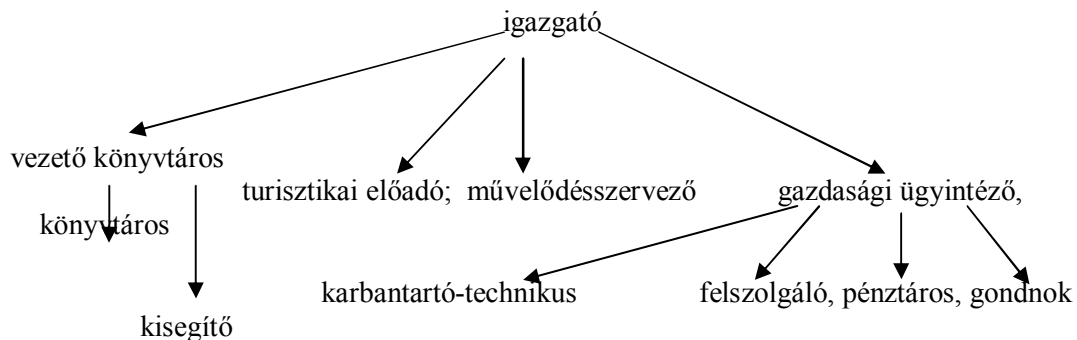 igazgató
vezető könyvtáros
turisztikai előadó; művelődésszervező
gazdasági ügyintéző,
könyvtáros
karbantartó-technikus
felszolgáló, pénztáros, gondnok
kisegítő